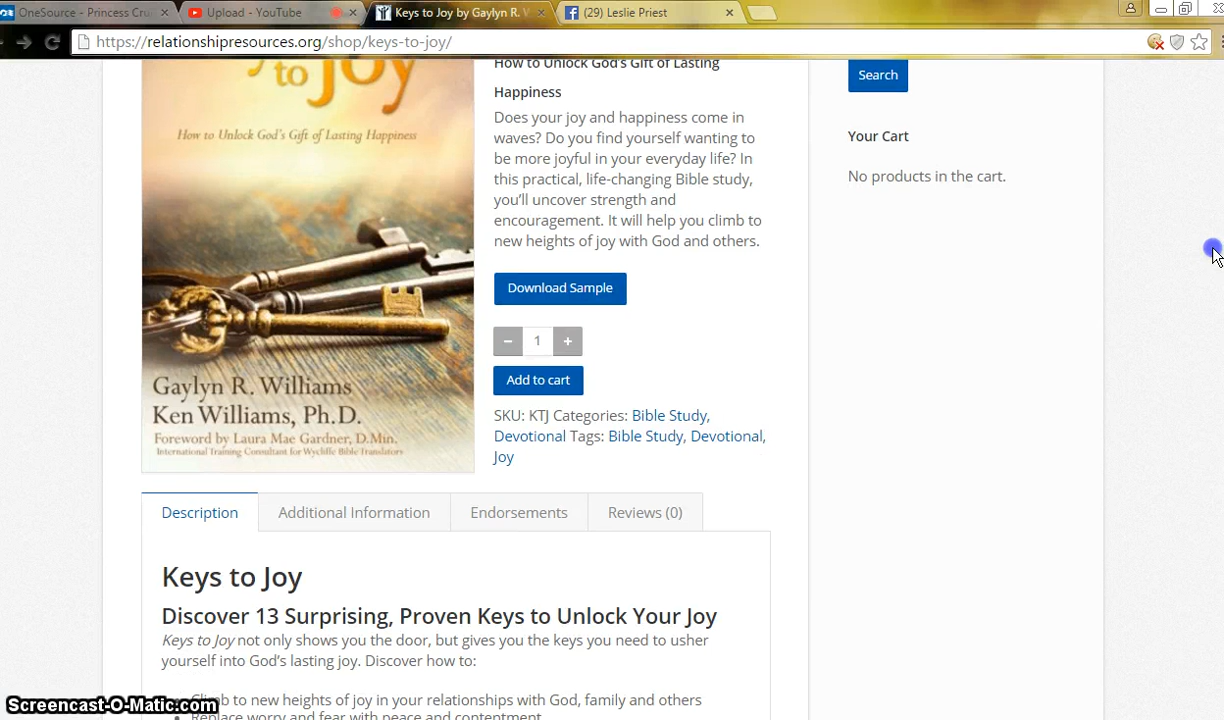 OneSource - Princess Cru
Upload - YouTube
Keys to Joy by Gaylyn R. W
(29) Leslie Priest
https://relationshipresources.org/shop/keys-to-joy/
to Joy
How to Unlock God's Gift of Lasting Happiness
Gaylyn R. Williams
Ken Williams, Ph.D.
Foreword by Laura Mae Gardner, D.Min.
International Training Consultant for Wycliffe Bible Translators
How to Unlock God's Gift of Lasting
Happiness
Does your joy and happiness come in
waves? Do you find yourself wanting to
be more joyful in your everyday life? In
this practical, life-changing Bible study,
you'll uncover strength and
encouragement. It will help you climb to
new heights of joy with God and others.
Download Sample
− 1 +
Add to cart
SKU: KTJ Categories: Bible Study,
Devotional Tags: Bible Study, Devotional,
Joy
Search
Your Cart
No products in the cart.
Description Additional Information Endorsements Reviews (0)
Keys to Joy
Discover 13 Surprising, Proven Keys to Unlock Your Joy
Keys to Joy not only shows you the door, but gives you the keys you need to usher
yourself into God's lasting joy. Discover how to:
Climb to new heights of joy in your relationships with God, family and others
Replace worry and fear with peace and contentment
Screencast-O-Matic.com